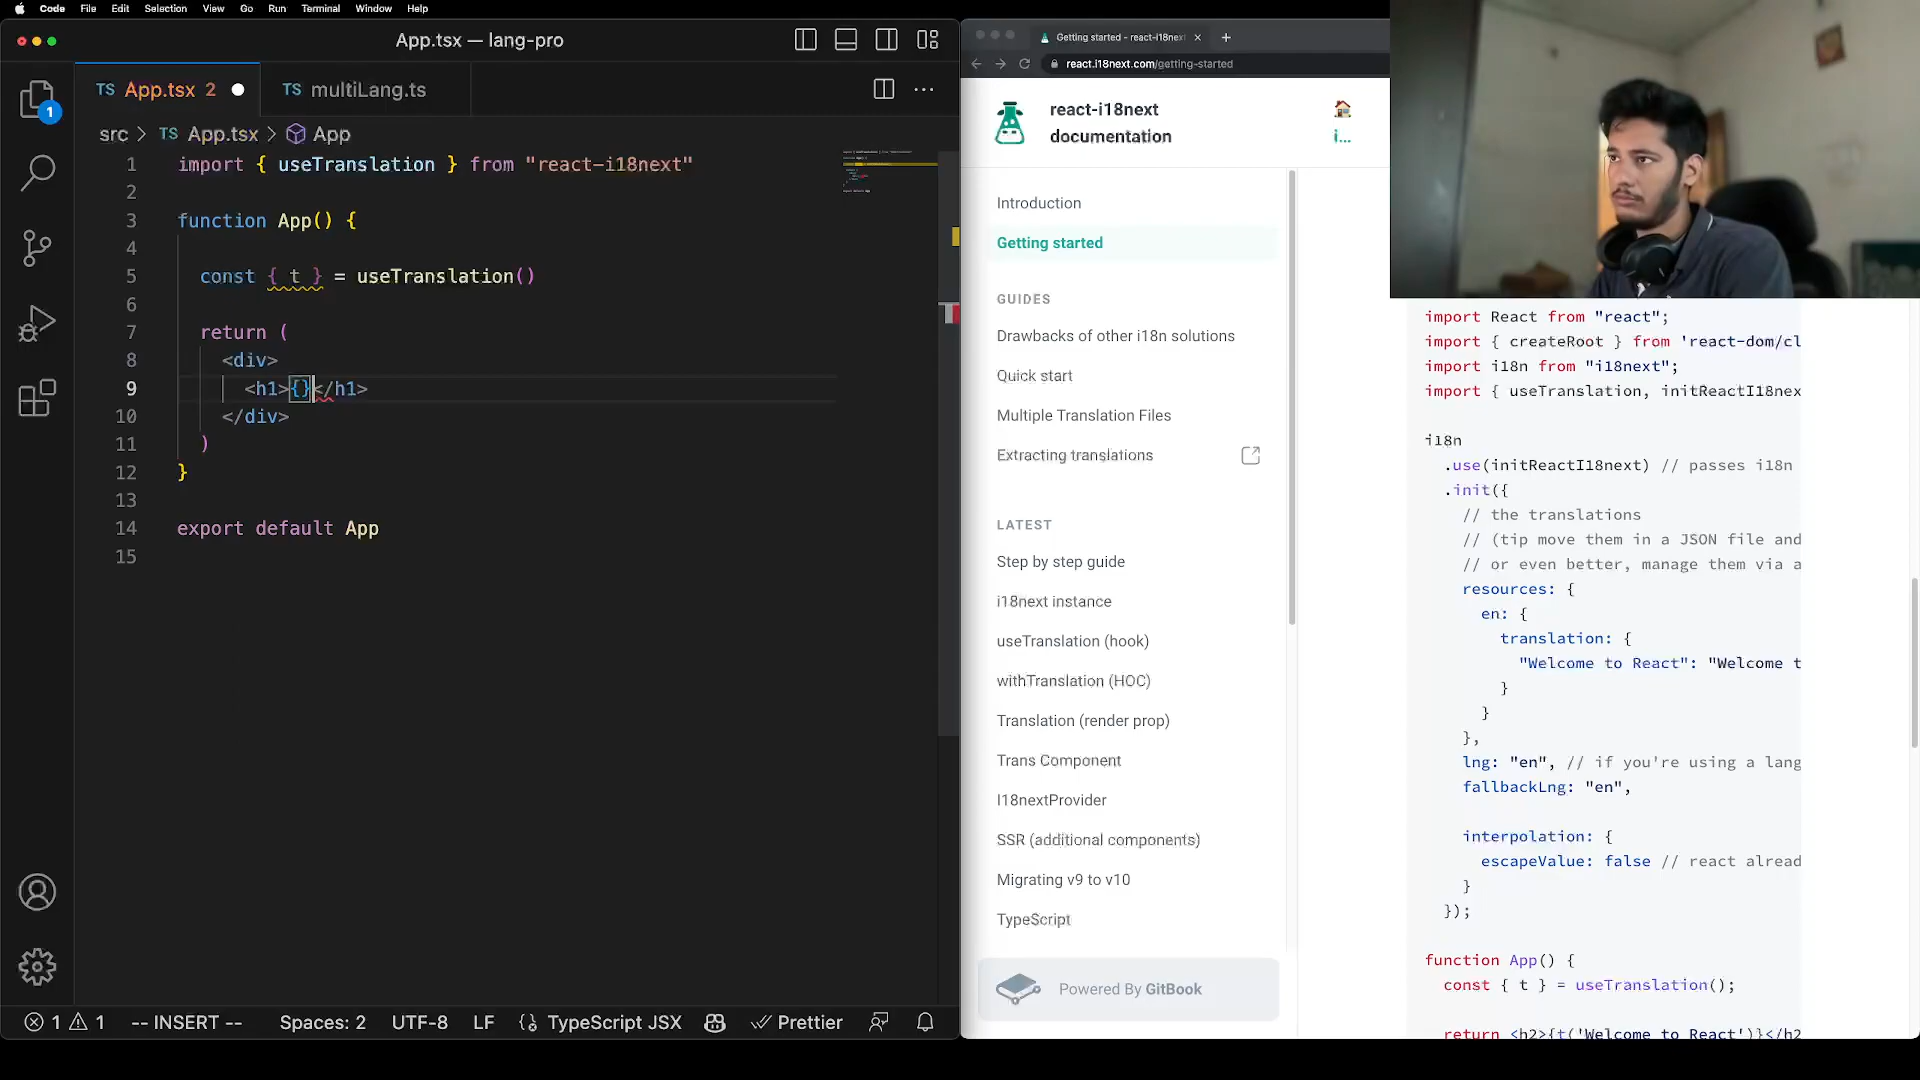 Code File Edit Selection View Go Run Terminal Window Help
App.tsx — lang-pro
TS App.tsx 2
TS multiLang.ts
1
src > TS App.tsx > App
1 import { useTranslation } from "react-i18next"
2
3 function App() {
4
5 const { t } = useTranslation()
6
7 return (
8 <div>
9 <h1>{}</h1>
10 </div>
11 )
12 }
13
14 export default App
15
1 1 -- INSERT -- Spaces: 2 UTF-8 LF TypeScript JSX Prettier
Getting started - react-i18nex
react.i18next.com/getting-started
react-i18next
documentation
i...
Introduction
Getting started
GUIDES
Drawbacks of other i18n solutions
Quick start
Multiple Translation Files
Extracting translations
LATEST
Step by step guide
i18next instance
useTranslation (hook)
withTranslation (HOC)
Translation (render prop)
Trans Component
I18nextProvider
SSR (additional components)
Migrating v9 to v10
TypeScript
Powered By GitBook
import React from "react";
import { createRoot } from 'react-dom/cl
import i18n from "i18next";
import { useTranslation, initReactI18nex
i18n
.use(initReactI18next) // passes i18n
.init({
// the translations
// (tip move them in a JSON file and
// or even better, manage them via a
resources: {
en: {
translation: {
"Welcome to React": "Welcome t
}
}
},
lng: "en", // if you're using a lang
fallbackLng: "en",
interpolation: {
escapeValue: false // react alread
}
});
function App() {
const { t } = useTranslation();
return <h2>{t('Welcome to React')}</h2